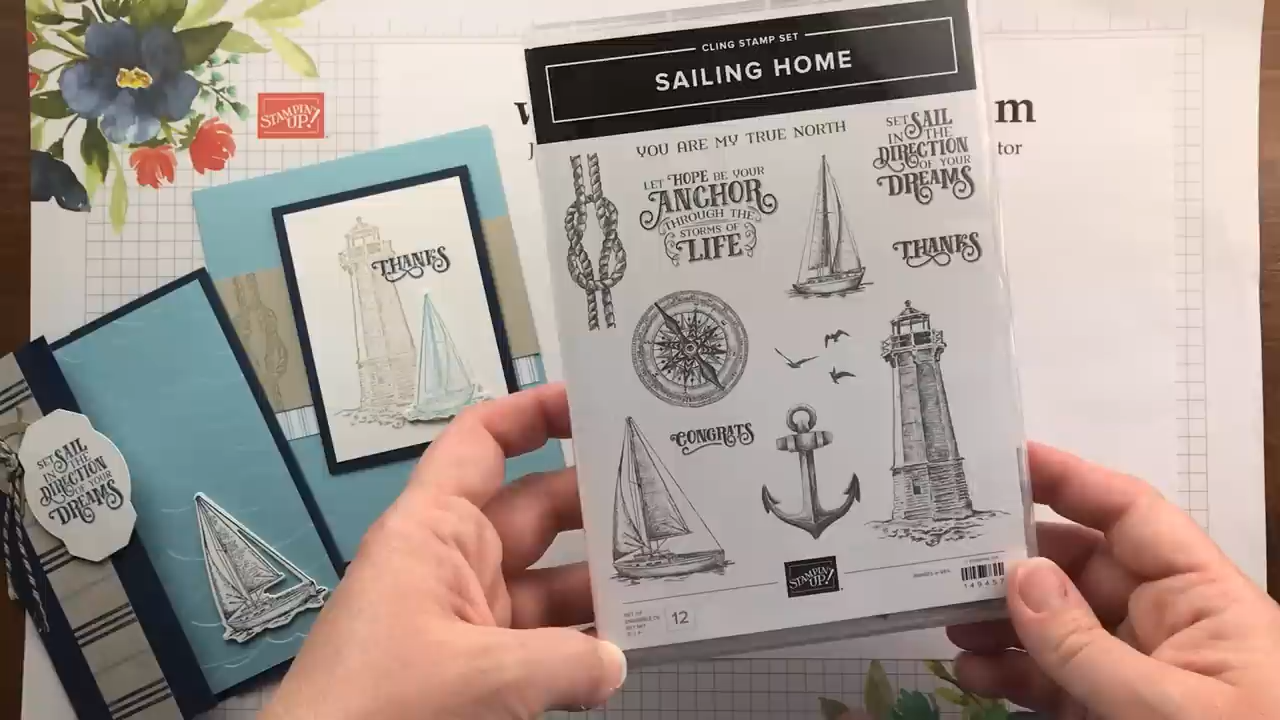 CLING STAMP SET
SAILING HOME
YOU ARE MY TRUE NORTH
SET SAIL
IN THE
DIRECTION
OF YOUR
DREAMS
LET HOPE BE YOUR
ANCHOR
THROUGH THE
STORMS OF
LIFE
THANKS
CONGRATS
STAMPIN' UP!
12
149457
STAMPIN' UP!
m
tor
THANKS
SET SAIL
IN THE
DIRECTION
OF YOUR
DREAMS